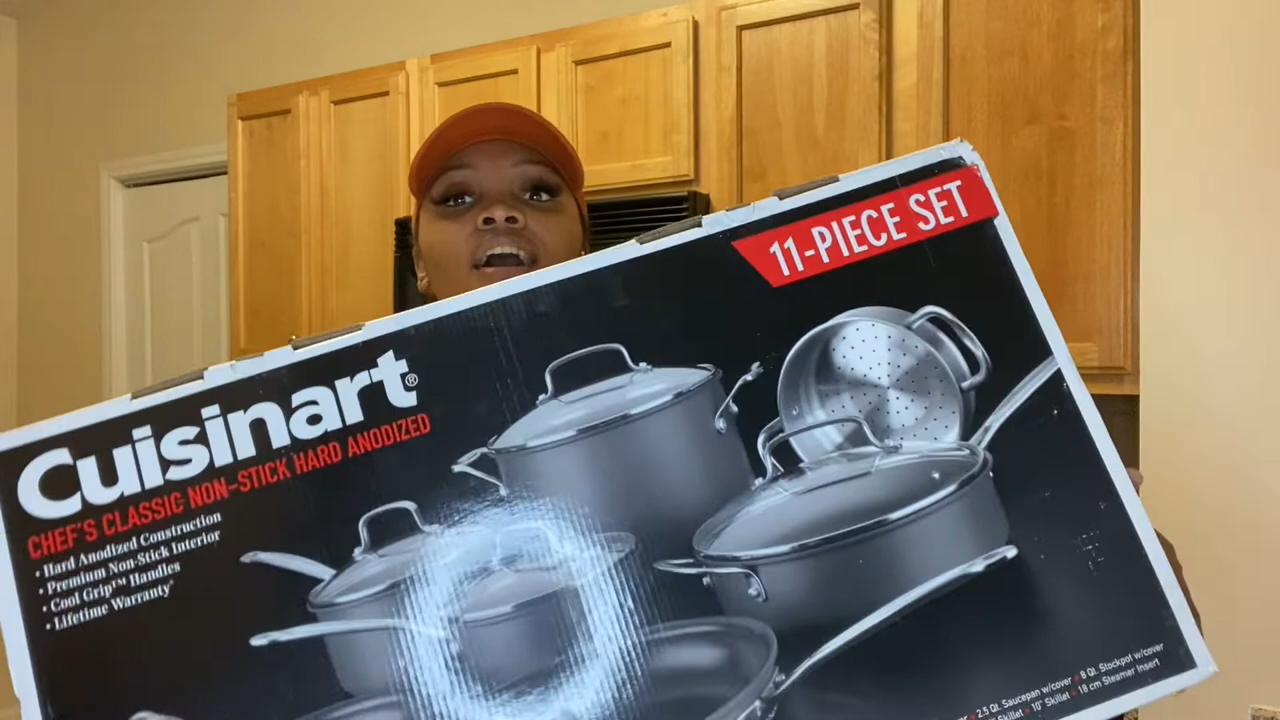 11-PIECE SET
Cuisinart®
CHEF'S CLASSIC NON-STICK HARD ANODIZED
• Hard Anodized Construction
• Premium Non-Stick Interior
• Cool Grip™ Handles
• Lifetime Warranty*
• 2.5 Qt. Saucepan w/cover • 8 Qt. Stockpot w/cover
Skillet • 10" Skillet • 18 cm Steamer Insert